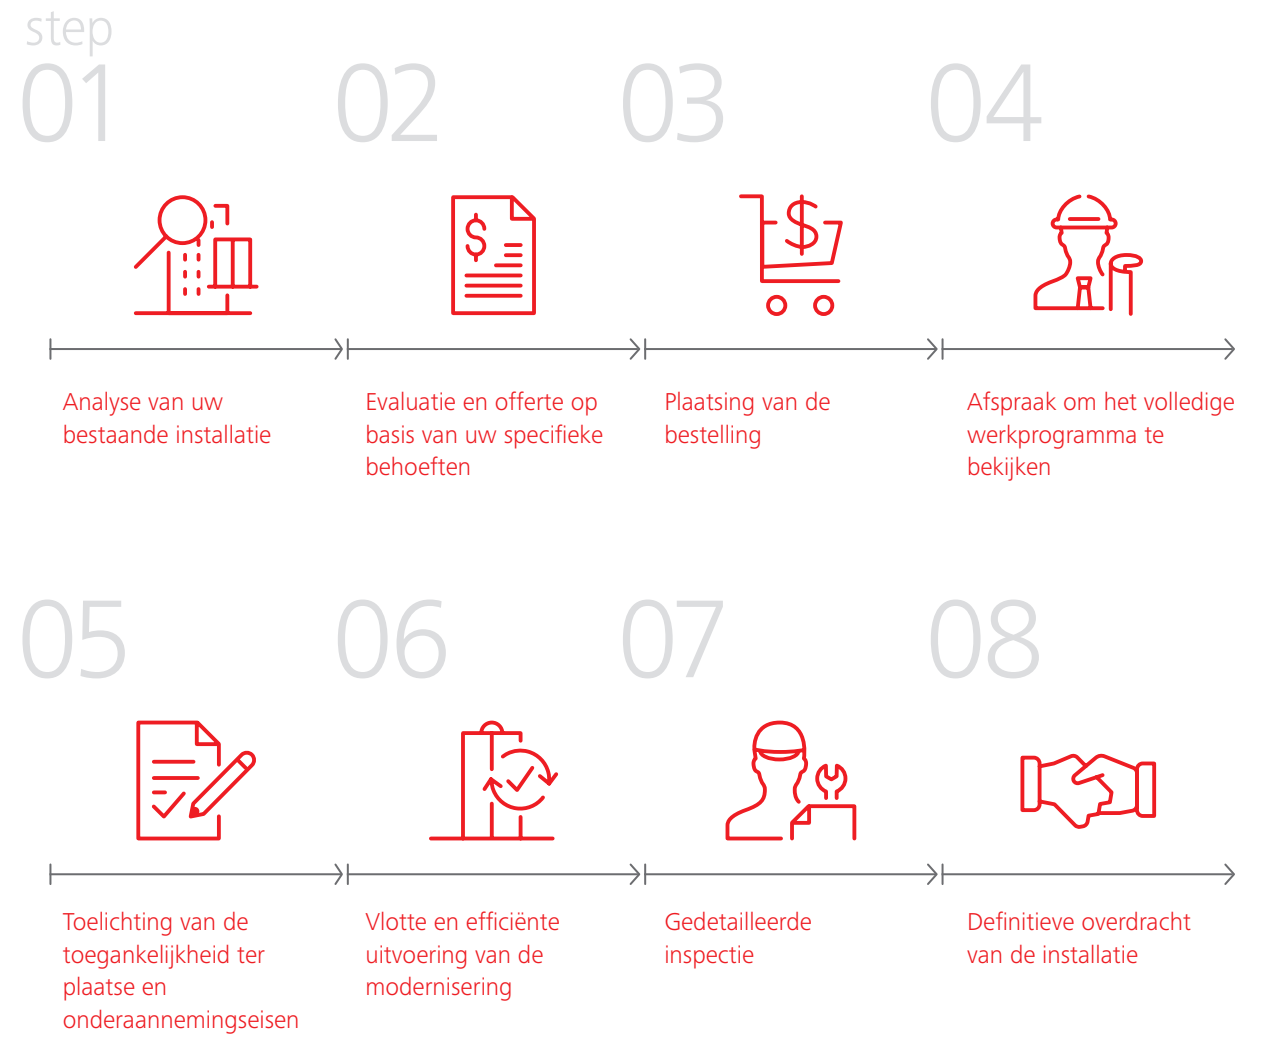 step
01
02
03
04
Analyse van uw
bestaande installatie
Evaluatie en offerte op
basis van uw specifieke
behoeften
Plaatsing van de
bestelling
Afspraak om het volledige
werkprogramma te
bekijken
05
06
07
08
Toelichting van de
toegankelijkheid ter
plaatse en
onderaannemingseisen
Vlotte en efficiënte
uitvoering van de
modernisering
Gedetailleerde
inspectie
Definitieve overdracht
van de installatie